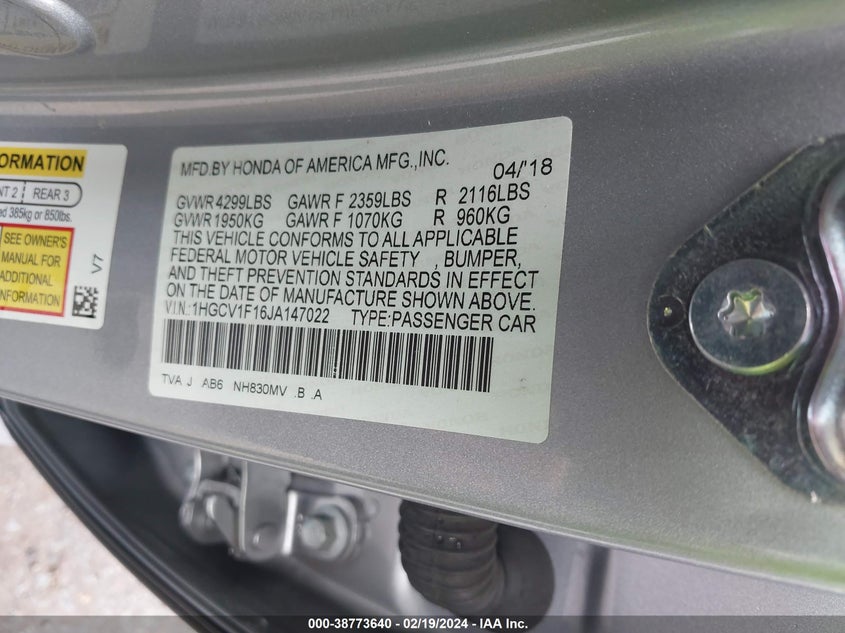 ORMATION
NT 2 REAR 3
ed 385kg or 850lbs.
SEE OWNER'S
MANUAL FOR
ADDITIONAL
INFORMATION
V7
MFD.BY HONDA OF AMERICA MFG.,INC. 04/'18
GVWR 4299LBS GAWR F 2359LBS R 2116LBS
GVWR 1950KG GAWR F 1070KG R 960KG
THIS VEHICLE CONFORMS TO ALL APPLICABLE
FEDERAL MOTOR VEHICLE SAFETY , BUMPER,
AND THEFT PREVENTION STANDARDS IN EFFECT
ON THE DATE OF MANUFACTURE SHOWN ABOVE.
VIN:1HGCV1F16JA147022 TYPE:PASSENGER CAR
TVA J AB6 NH830MV .B .A
000-38773640 - 02/19/2024 - IAA Inc.